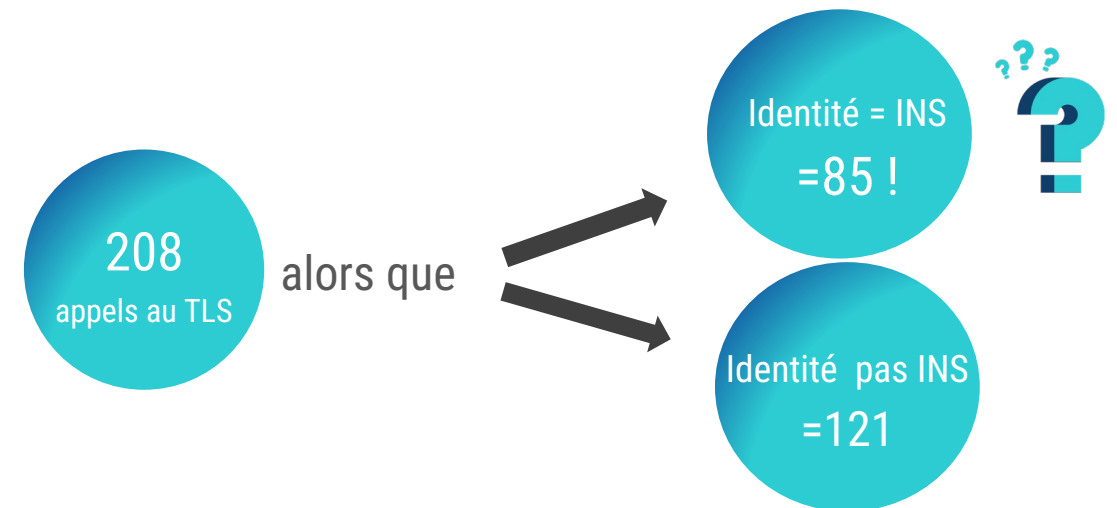 208
appels au TLS
alors que
Identité = INS
=85 !
Identité pas INS
=121
? ? ?
?